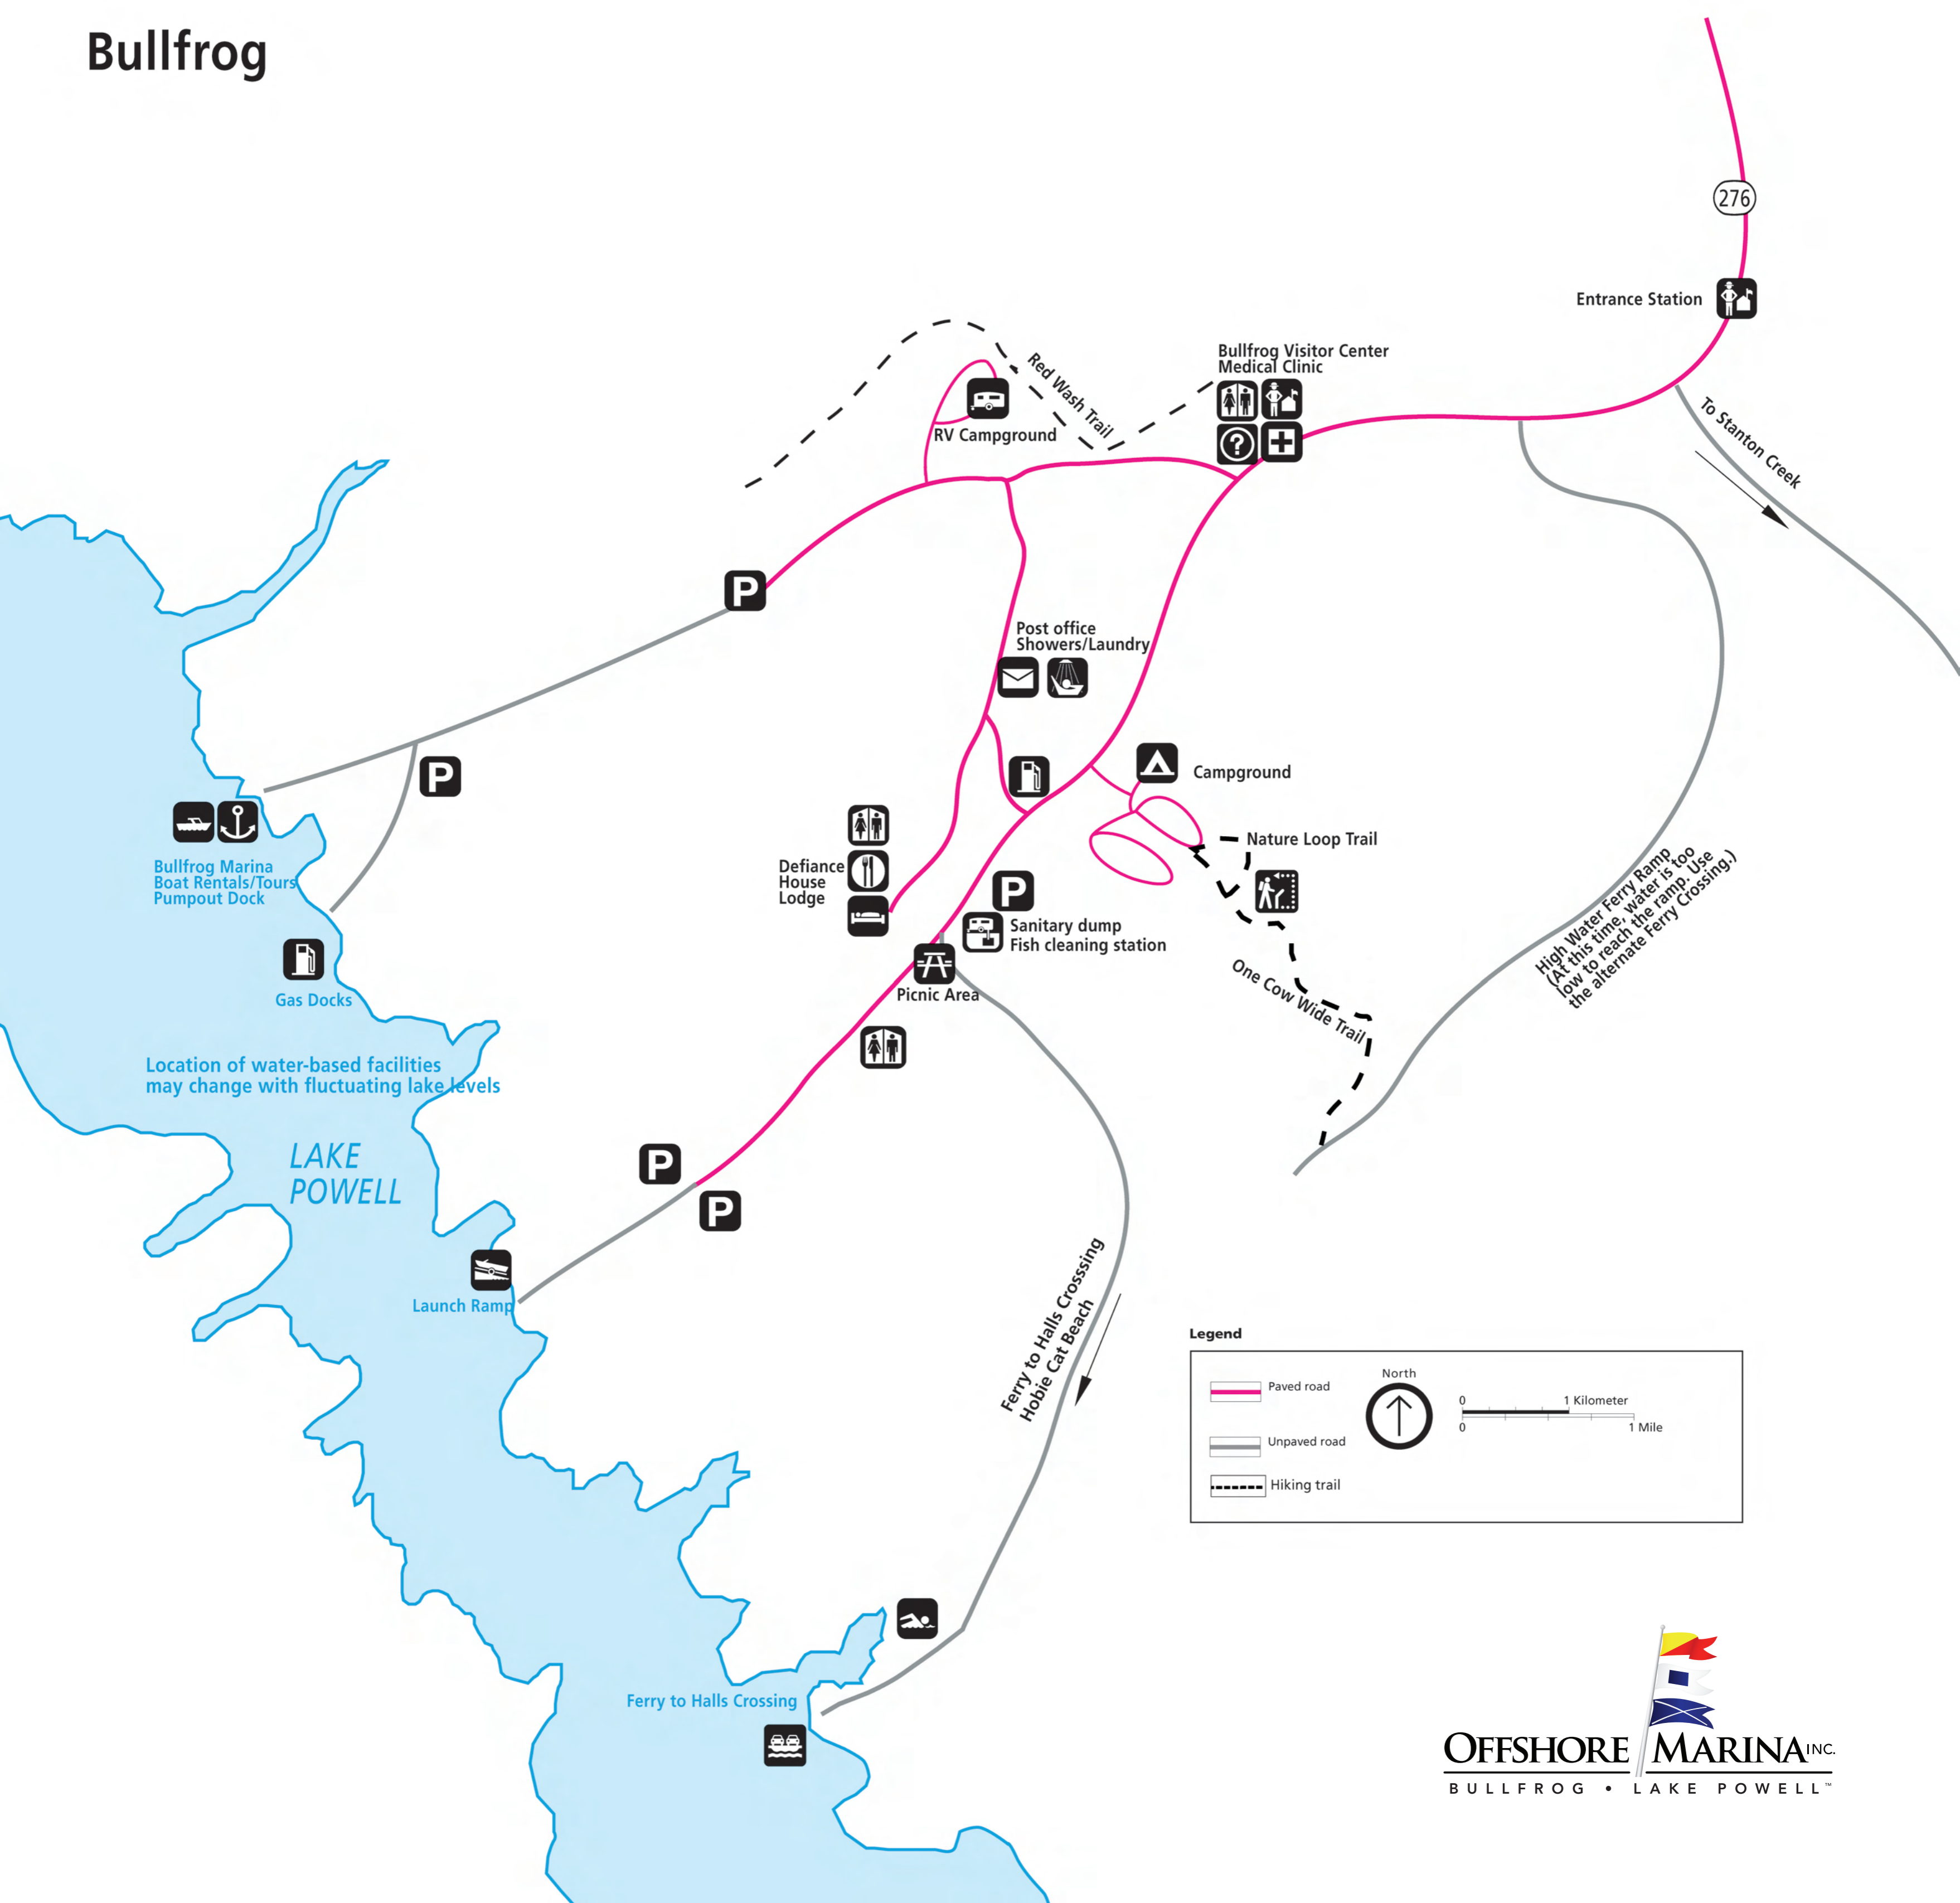 Bullfrog
276
Entrance Station
Bullfrog Visitor Center
Medical Clinic
?
Red Wash Trail
RV Campground
To Stanton Creek
P
Post office
Showers/Laundry
P
Campground
Bullfrog Marina
Boat Rentals/Tours
Pumpout Dock
Nature Loop Trail
Defiance
House
Lodge
P
Sanitary dump
Fish cleaning station
High Water Ferry Ramp
(At this time, water is too
low to reach the ramp. Use
the alternate Ferry Crossing.)
Gas Docks
Picnic Area
One Cow Wide Trail
Location of water-based facilities
may change with fluctuating lake levels
LAKE
POWELL
P
P
Launch Ramp
Ferry to Halls Crosssing
Hobie Cat Beach
Legend
Paved road
North
0 1 Kilometer
0 1 Mile
Unpaved road
Hiking trail
Ferry to Halls Crossing
OFFSHORE MARINA INC.
BULLFROG • LAKE POWELL™